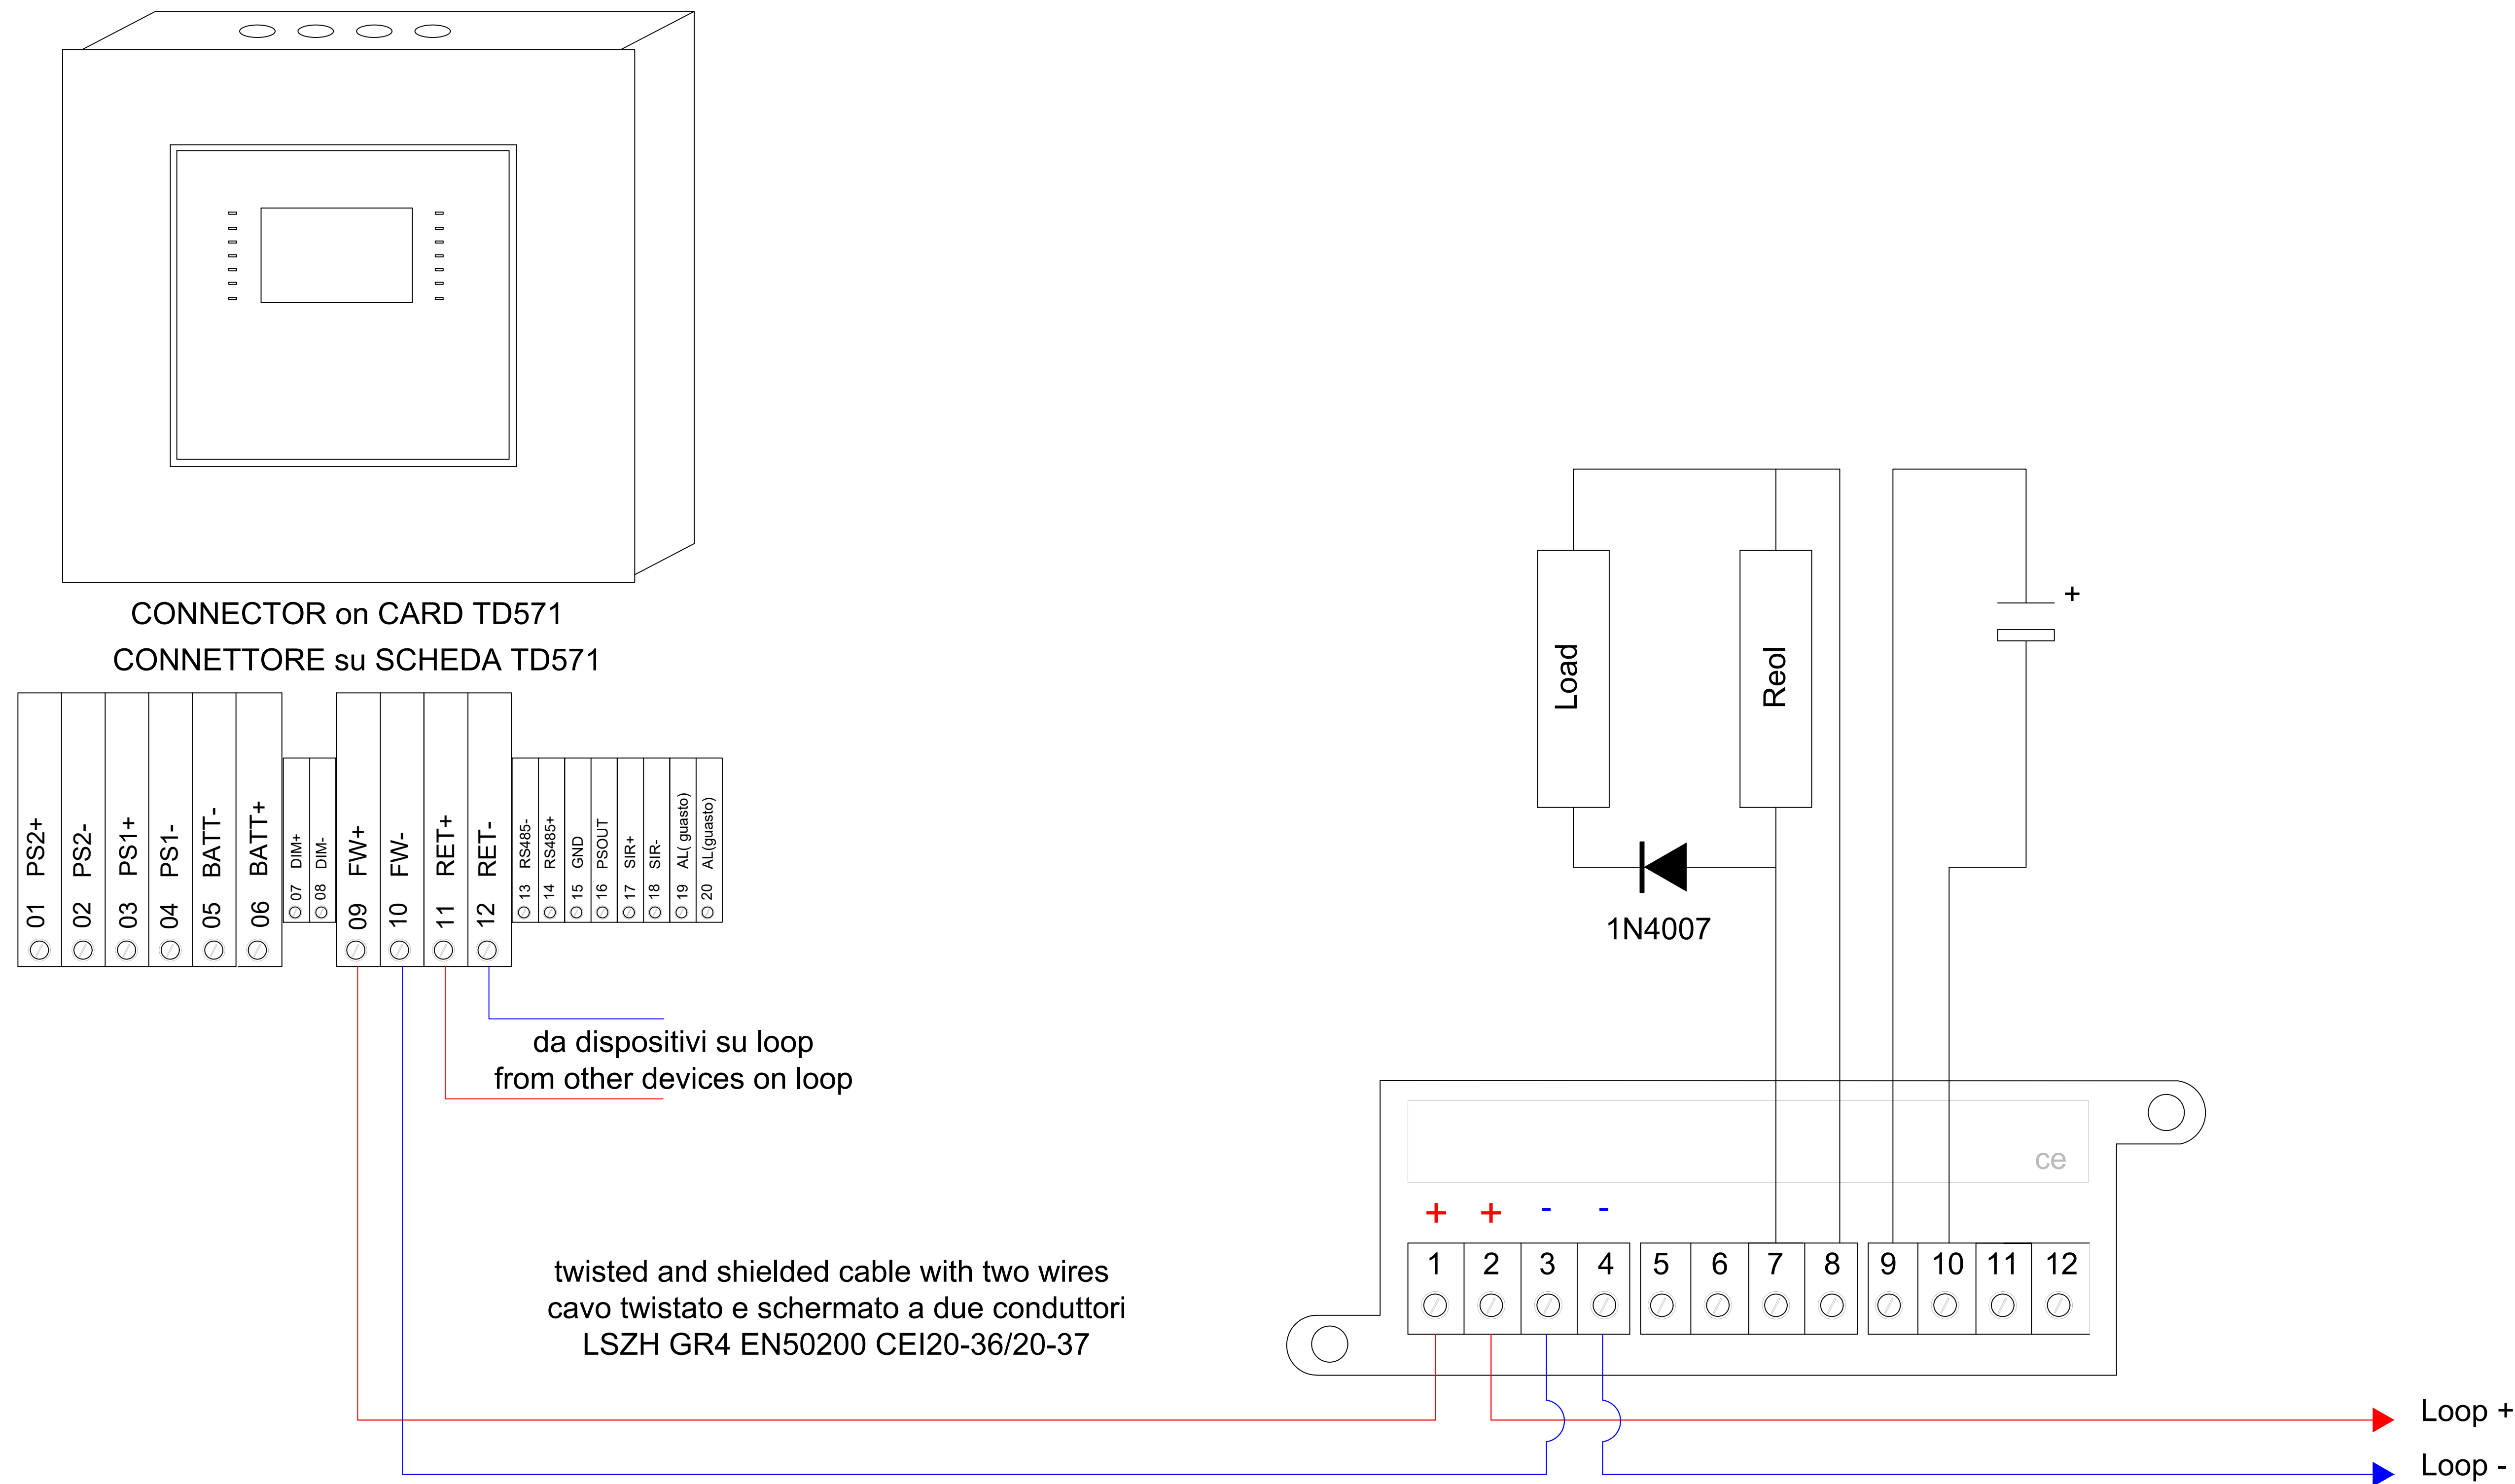 CONNECTOR on CARD TD571
CONNETTORE su SCHEDA TD571
01 PS2+
02 PS2-
03 PS1+
04 PS1-
05 BATT-
06 BATT+
07 DIM+
08 DIM-
09 FW+
10 FW-
11 RET+
12 RET-
13 RS485-
14 RS485+
15 GND
16 PSOUT
17 SIR+
18 SIR-
19 AL( guasto)
20 AL(guasto)
da dispositivi su loop
from other devices on loop
Load
Reol
+
1N4007
ce
+ + - -
1 2 3 4 5 6 7 8 9 10 11 12
twisted and shielded cable with two wires
cavo twistato e schermato a due conduttori
LSZH GR4 EN50200 CEI20-36/20-37
Loop +
Loop -